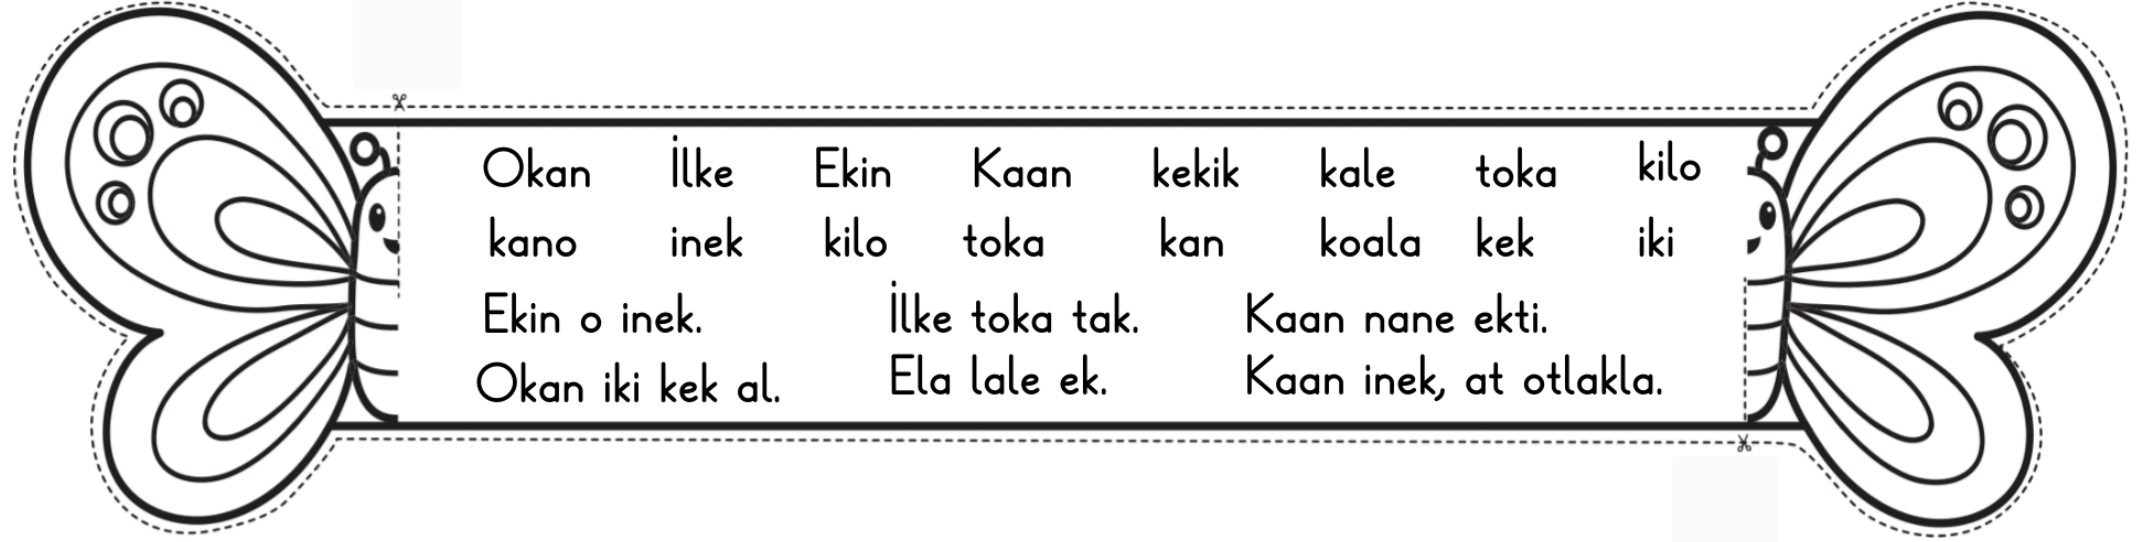 Okan İlke Ekin Kaan kekik kale toka kilo
kano inek kilo toka kan koala kek iki
Ekin o inek. İlke toka tak. Kaan nane ekti.
Okan iki kek al. Ela lale ek. Kaan inek, at otlakla.